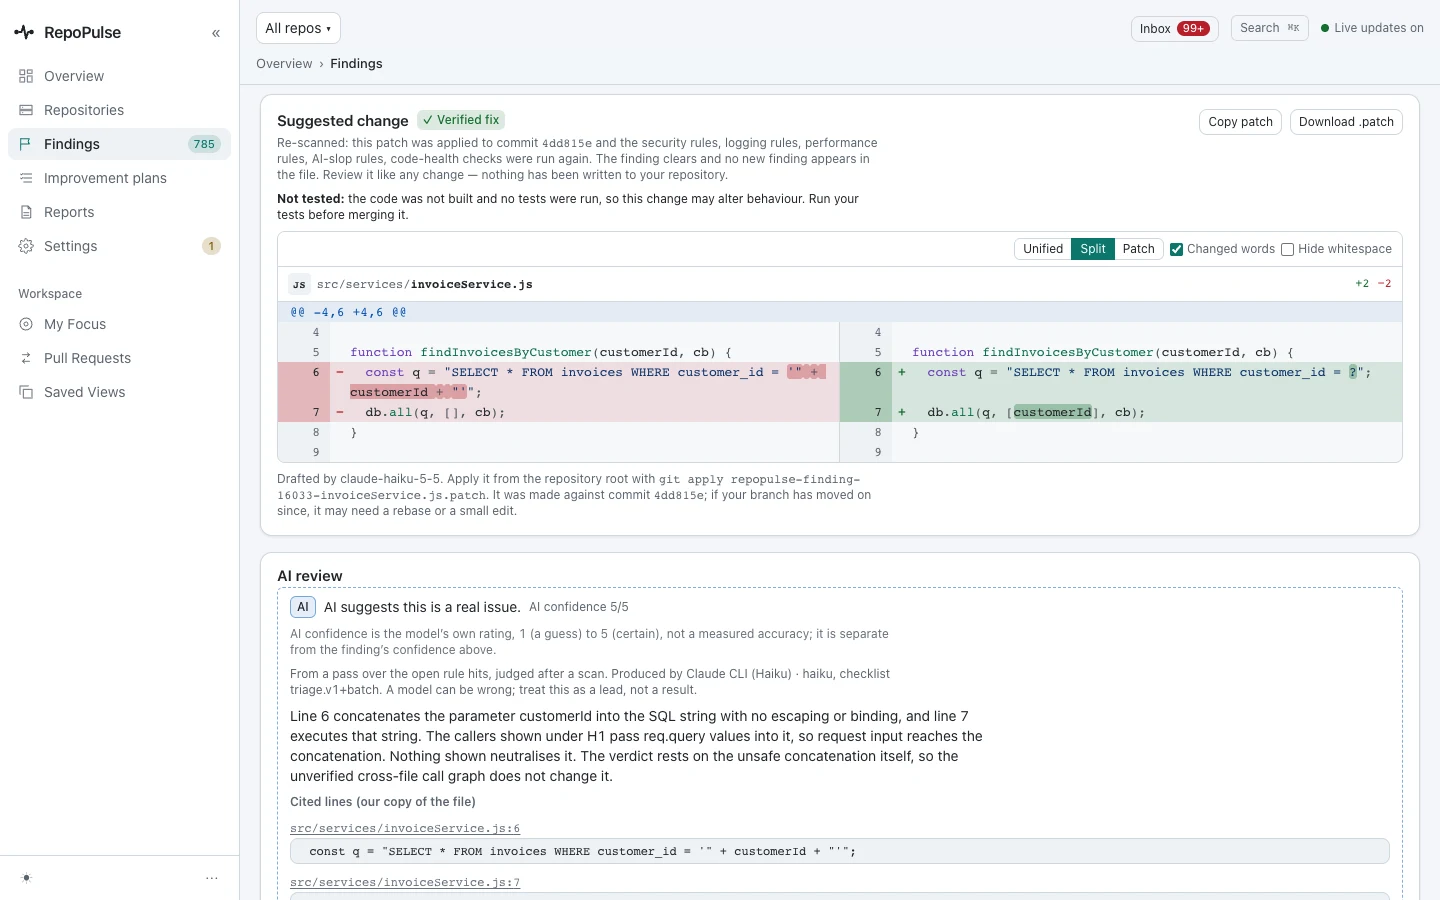 RepoPulse «
All repos ▾
Inbox 99+
Search ⌘K
Live updates on
Overview › Findings
Overview
Repositories
Findings 785
Improvement plans
Reports
Settings 1
Workspace
My Focus
Pull Requests
Saved Views
...
Suggested change ✓ Verified fix
Copy patch
Download .patch
Re-scanned: this patch was applied to commit 4dd815e and the security rules, logging rules, performance
rules, AI-slop rules, code-health checks were run again. The finding clears and no new finding appears in
the file. Review it like any change — nothing has been written to your repository.
Not tested: the code was not built and no tests were run, so this change may alter behaviour. Run your
tests before merging it.
Unified Split Patch Changed words Hide whitespace
JS src/services/invoiceService.js +2 −2
@@ −4,6 +4,6 @@
4
5 function findInvoicesByCustomer(customerId, cb) {
6 − const q = "SELECT * FROM invoices WHERE customer_id = '" +
customerId + "'";
7 − db.all(q, [], cb);
8 }
9
4
5 function findInvoicesByCustomer(customerId, cb) {
6 + const q = "SELECT * FROM invoices WHERE customer_id = ?";
7 + db.all(q, [customerId], cb);
8 }
9
Drafted by claude-haiku-5-5. Apply it from the repository root with git apply repopulse-finding-
16033-invoiceService.js.patch. It was made against commit 4dd815e; if your branch has moved on
since, it may need a rebase or a small edit.
AI review
AI AI suggests this is a real issue. AI confidence 5/5
AI confidence is the model's own rating, 1 (a guess) to 5 (certain), not a measured accuracy; it is separate
from the finding's confidence above.
From a pass over the open rule hits, judged after a scan. Produced by Claude CLI (Haiku) · haiku, checklist
triage.v1+batch. A model can be wrong; treat this as a lead, not a result.
Line 6 concatenates the parameter customerId into the SQL string with no escaping or binding, and line 7
executes that string. The callers shown under H1 pass req.query values into it, so request input reaches the
concatenation. Nothing shown neutralises it. The verdict rests on the unsafe concatenation itself, so the
unverified cross-file call graph does not change it.
Cited lines (our copy of the file)
src/services/invoiceService.js:6
const q = "SELECT * FROM invoices WHERE customer_id = '" + customerId + "'";
src/services/invoiceService.js:7